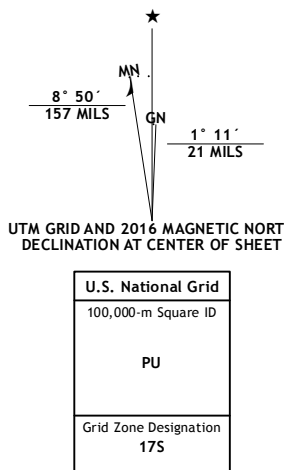 MN
GN
8° 50´
157 MILS
1° 11´
21 MILS
UTM GRID AND 2016 MAGNETIC NORT
DECLINATION AT CENTER OF SHEET
U.S. National Grid
100,000-m Square ID
PU
Grid Zone Designation
17S